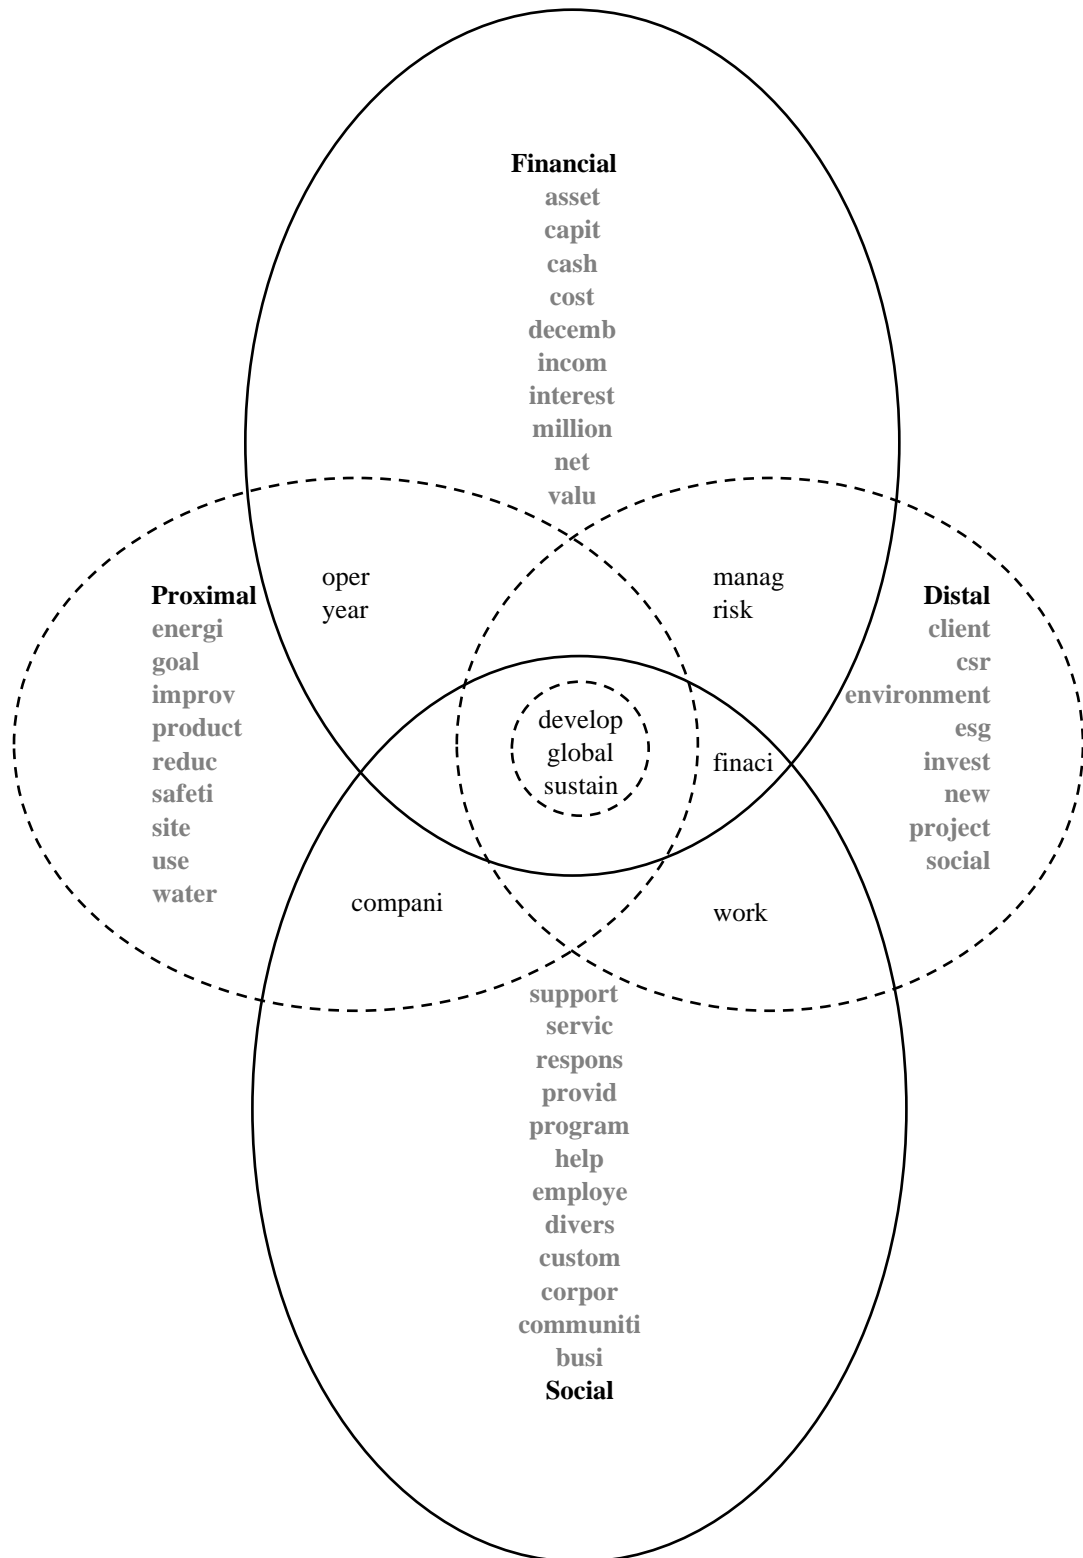 Financial
asset
capit
cash
cost
decemb
incom
interest
million
net
valu
oper
year
manag
risk
Proximal
energi
goal
improv
product
reduc
safeti
site
use
water
Distal
client
csr
environment
esg
invest
new
project
social
develop
global
sustain
finaci
compani
work
support
servic
respons
provid
program
help
employe
divers
custom
corpor
communiti
busi
Social